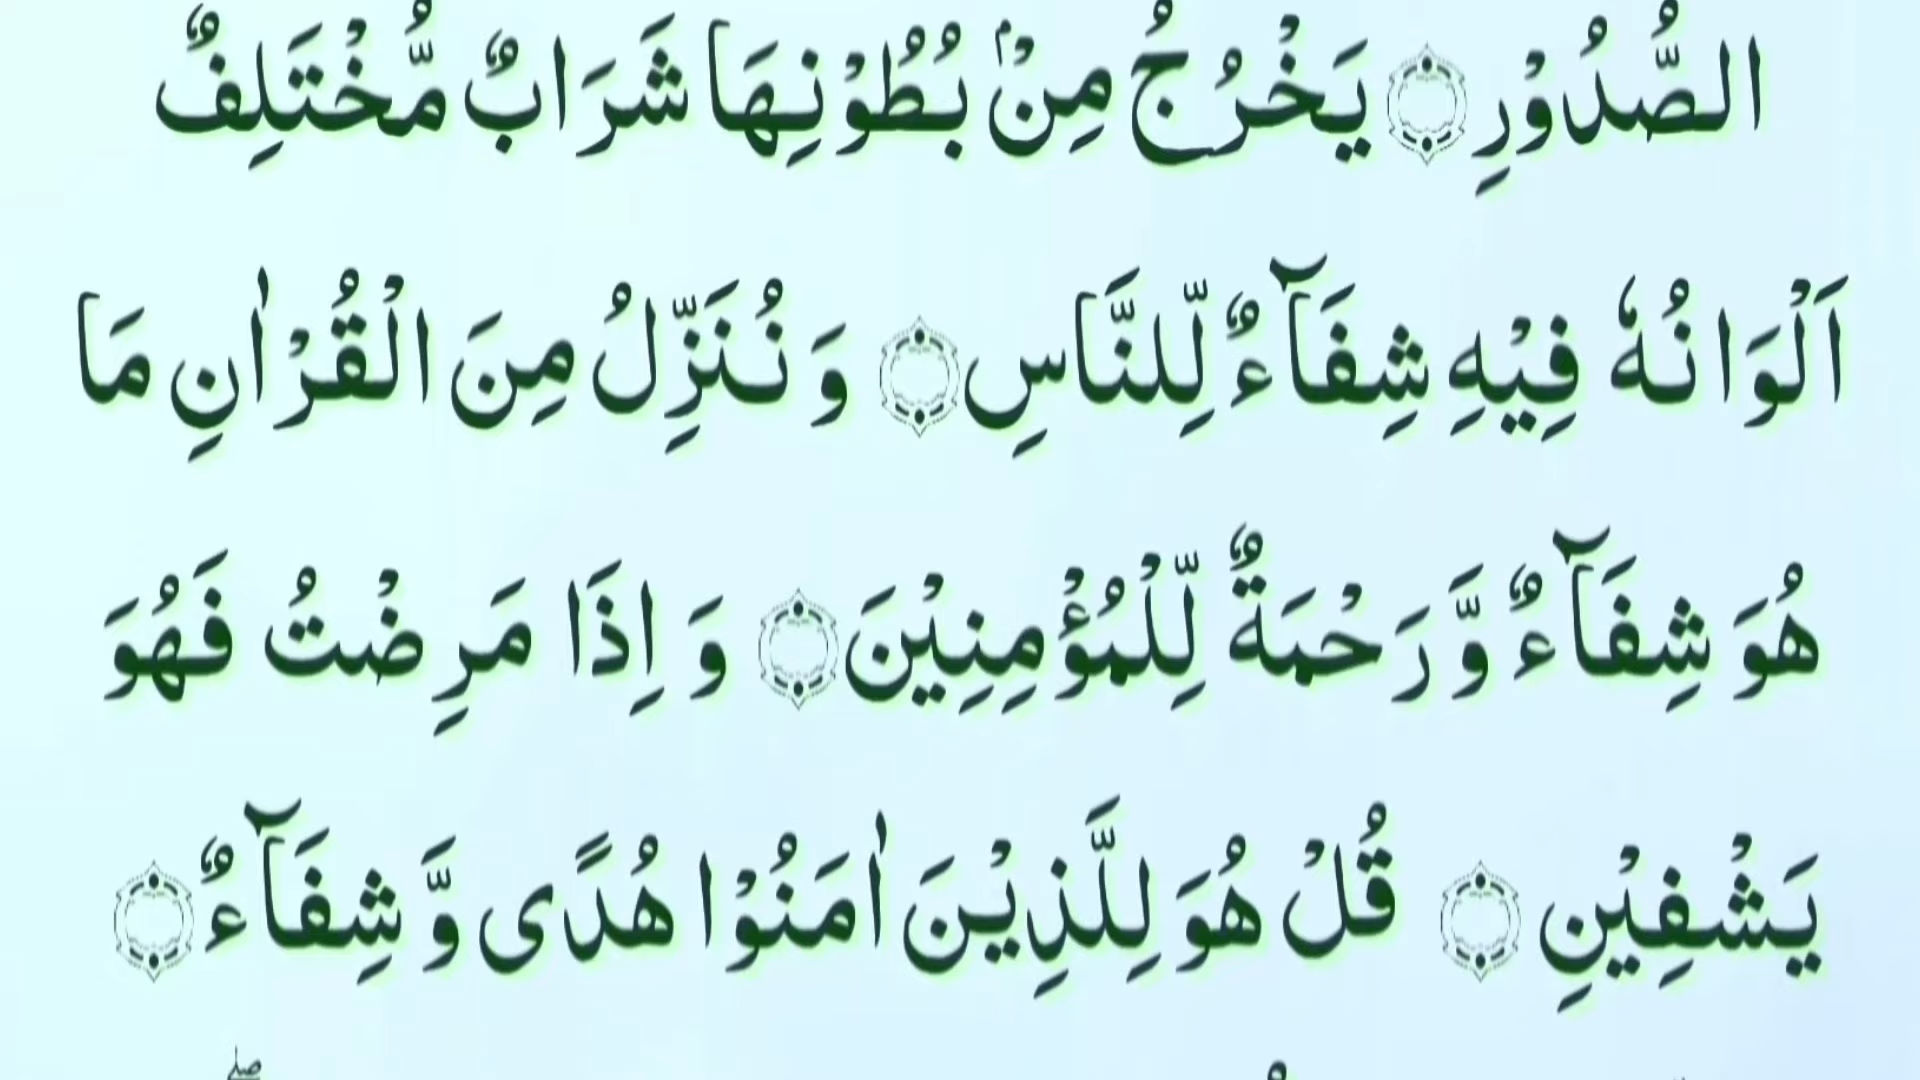 الصُّدُوْرِ ۝ يَخْرُجُ مِنْۢ بُطُوْنِهَا شَرَابٌ مُّخْتَلِفٌ
اَلْوَانُهٗ فِيْهِ شِفَآءٌ لِّلنَّاسِ ۝ وَ نُنَزِّلُ مِنَ الْقُرْاٰنِ مَا
هُوَ شِفَآءٌ وَّ رَحْمَةٌ لِّلْمُؤْمِنِيْنَ ۝ وَ اِذَا مَرِضْتُ فَهُوَ
يَشْفِيْنِ ۝ قُلْ هُوَ لِلَّذِيْنَ اٰمَنُوْا هُدًى وَّ شِفَآءٌ ۝